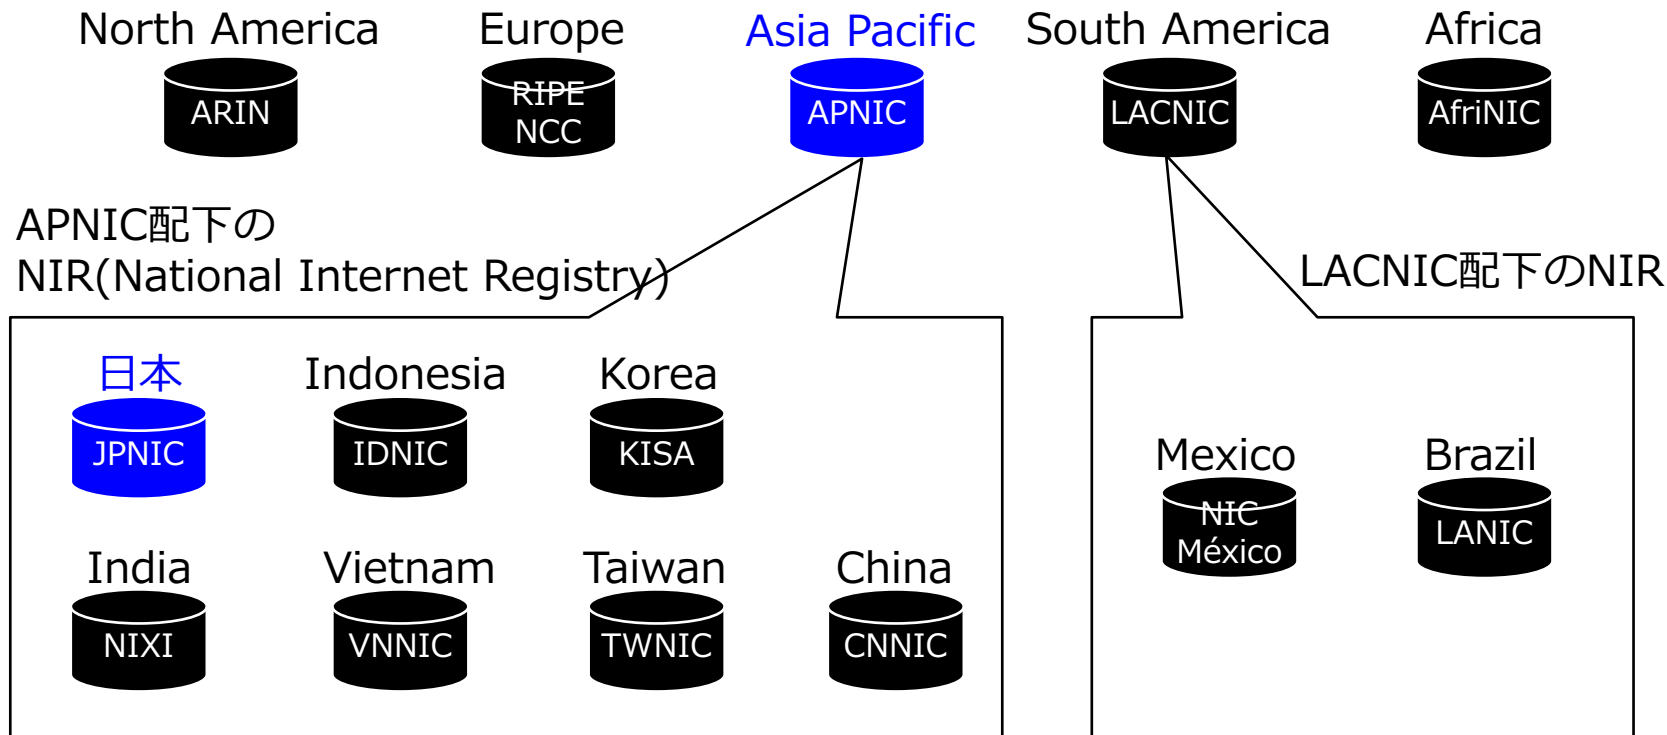 North America
Europe
Asia Pacific
South America
Africa
ARIN
RIPE
NCC
APNIC
LACNIC
AfriNIC
APNIC配下の
NIR(National Internet Registry)
LACNIC配下のNIR
日本
Indonesia
Korea
JPNIC
IDNIC
KISA
Mexico
Brazil
NIC
México
LANIC
India
Vietnam
Taiwan
China
NIXI
VNNIC
TWNIC
CNNIC